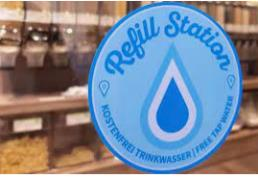 Refill Station
KOSTENFREI TRINKWASSER | FREE TAP WATER